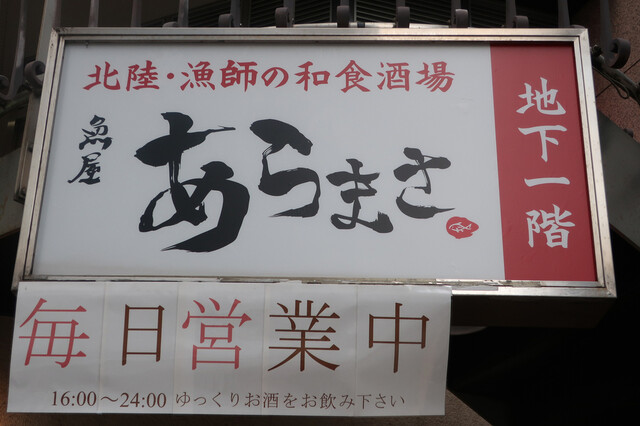 北陸・漁師の和食酒場
魚屋
あらまさ
地下一階
毎日営業中
16:00～24:00 ゆっくりお酒をお飲み下さい